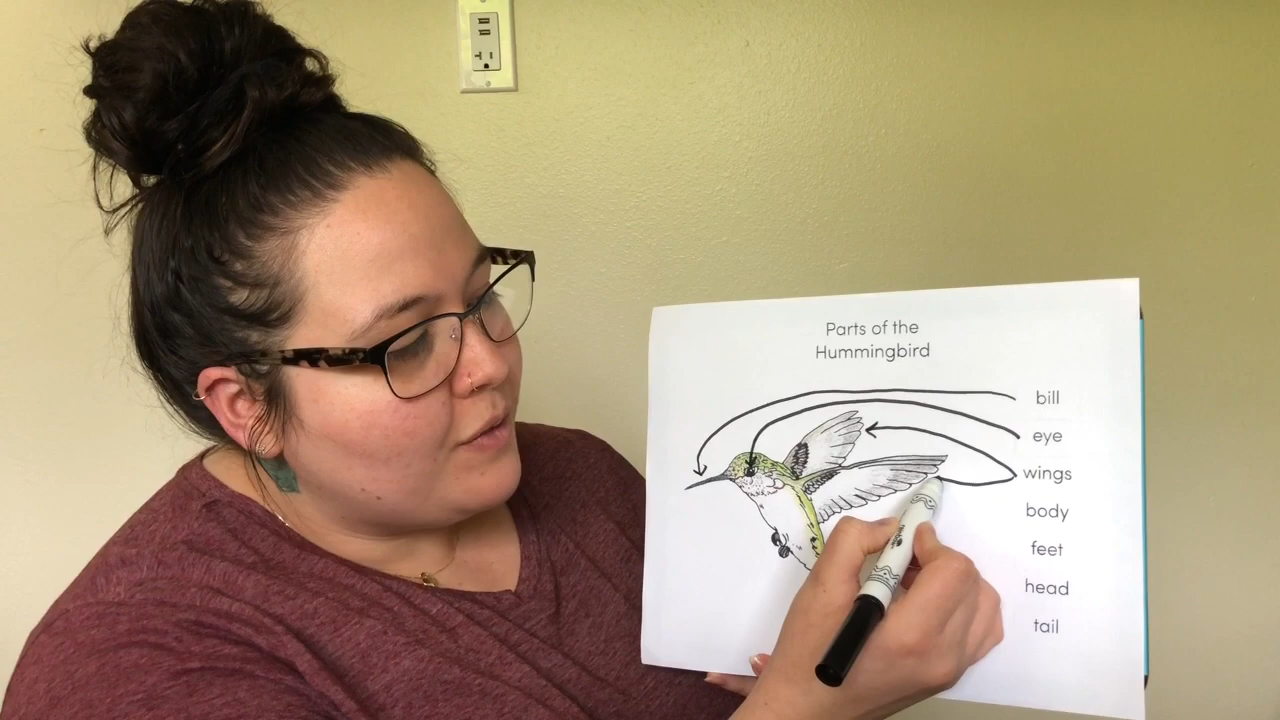 Parts of the
Hummingbird
bill
eye
wings
body
feet
head
tail